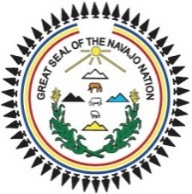 GREAT SEAL OF THE NAVAJO NATION